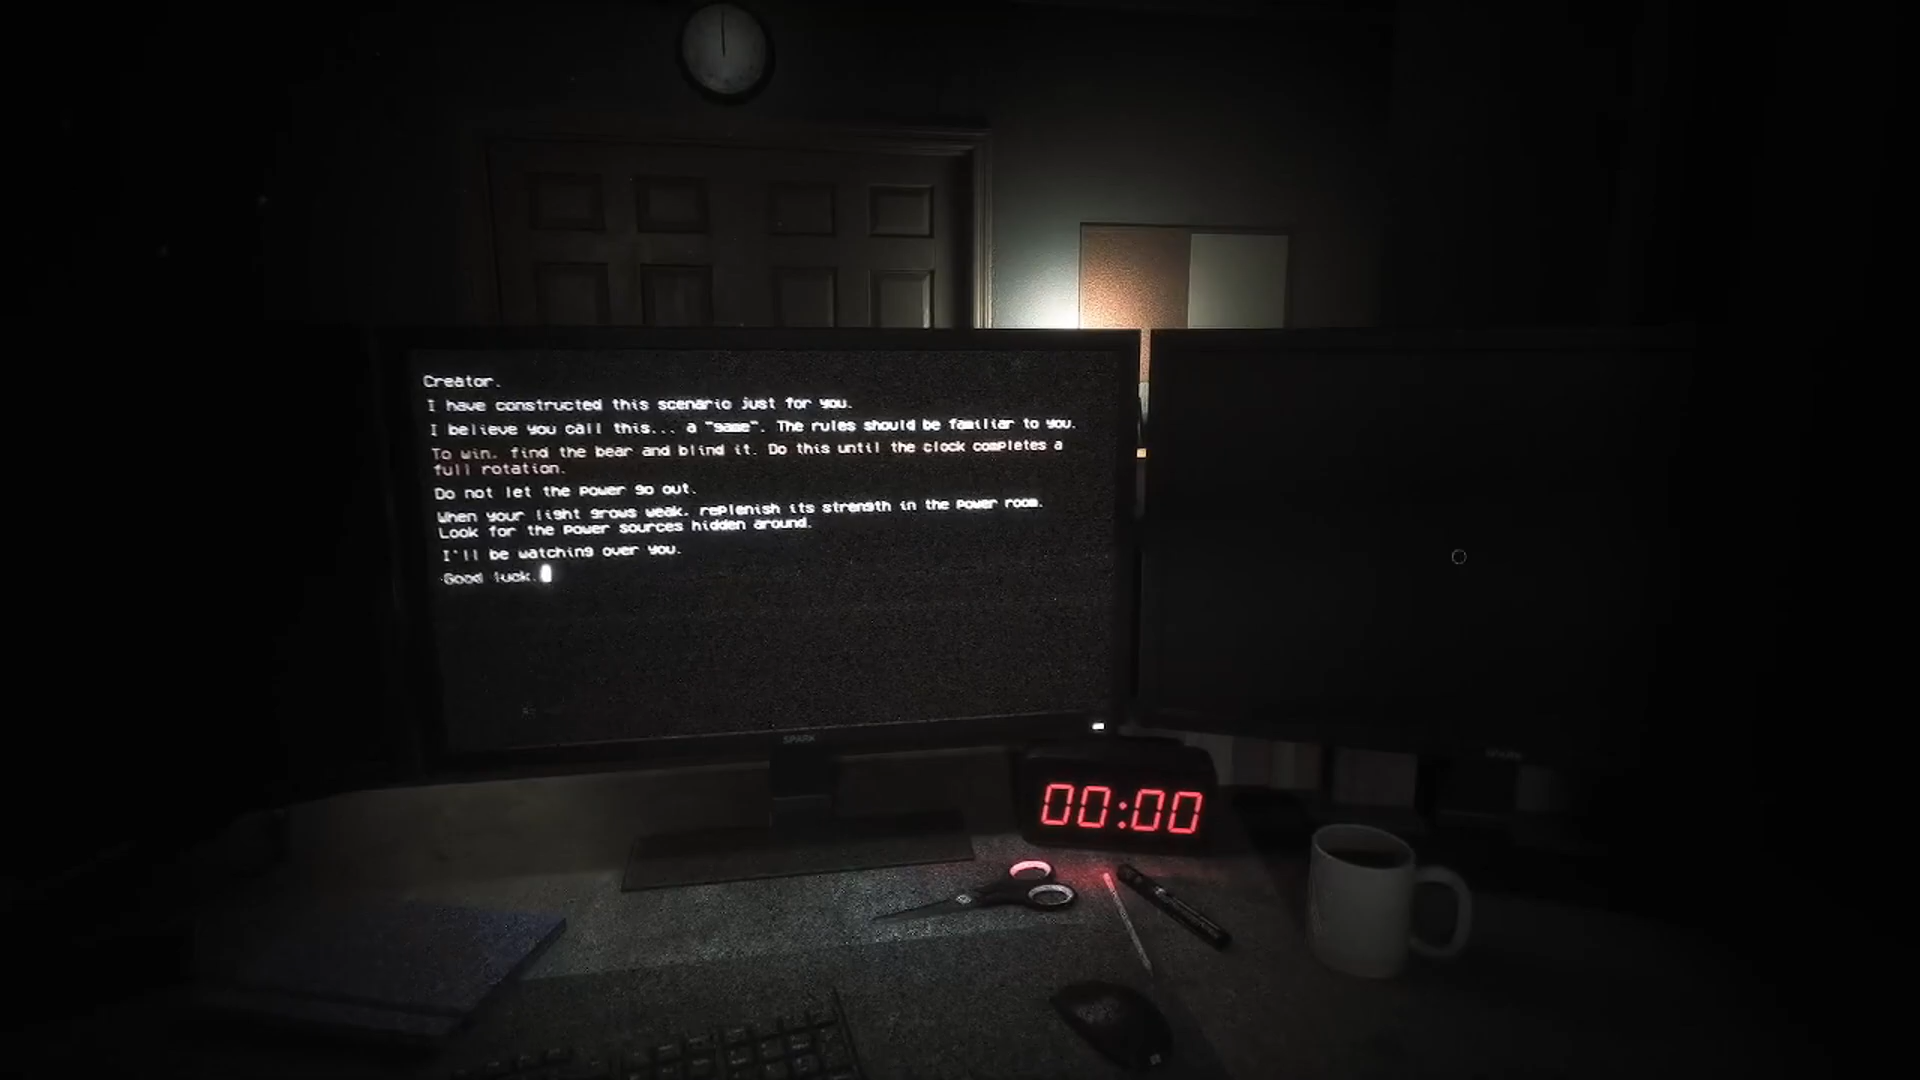 Creator.
I have constructed this scenario just for you.
I believe you call this... a "game". The rules should be familiar to you.
To win, find the bear and blind it. Do this until the clock completes a
full rotation.
Do not let the power go out.
When your light grows weak, replenish its strength in the power room.
Look for the power sources hidden around.
I'll be watching over you.
Good luck.
SPARK
00:00